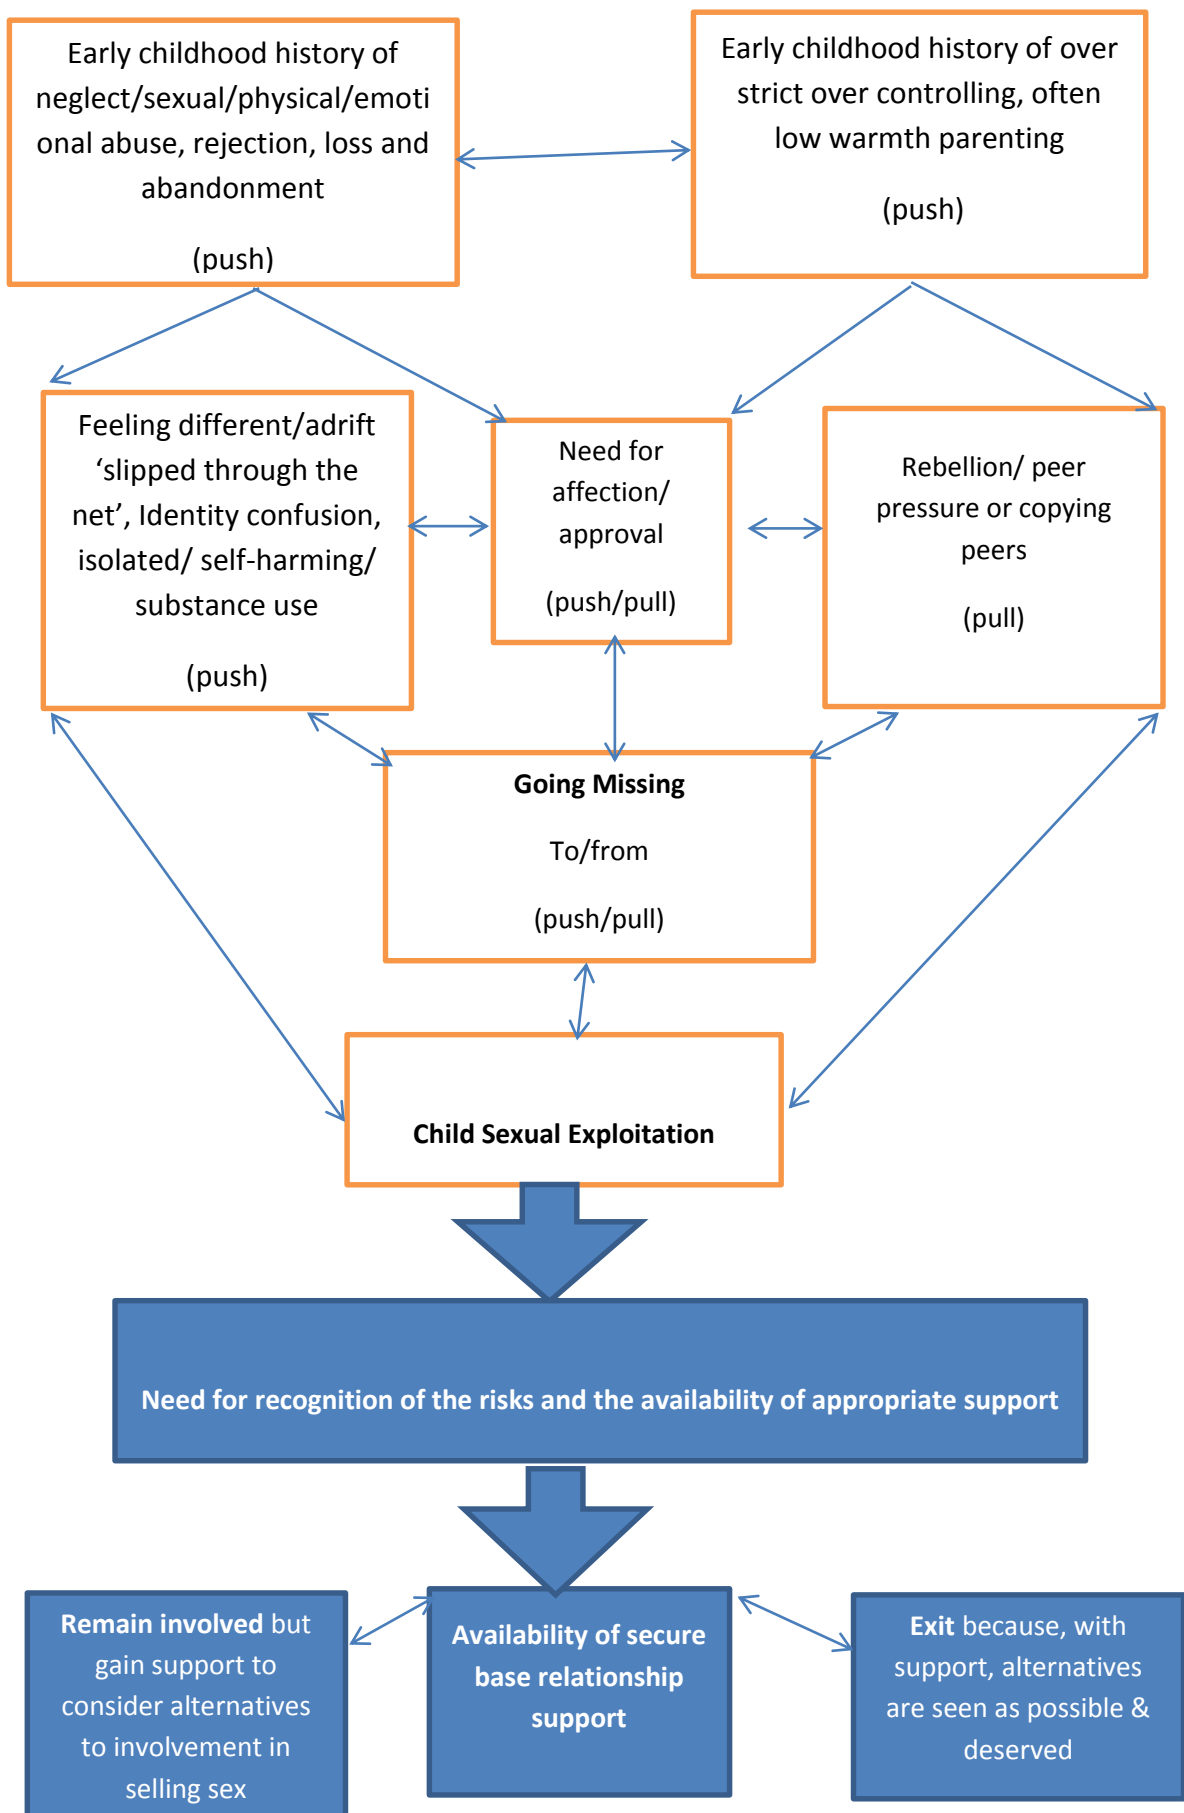 Early childhood history of
neglect/sexual/physical/emoti
onal abuse, rejection, loss and
abandonment
(push)
Early childhood history of over
strict over controlling, often
low warmth parenting
(push)
Feeling different/adrift
‘slipped through the
net’, Identity confusion,
isolated/ self-harming/
substance use
(push)
Need for
affection/
approval
(push/pull)
Rebellion/ peer
pressure or copying
peers
(pull)
Going Missing
To/from
(push/pull)
Child Sexual Exploitation
Need for recognition of the risks and the availability of appropriate support
Remain involved but
gain support to
consider alternatives
to involvement in
selling sex
Availability of secure
base relationship
support
Exit because, with
support, alternatives
are seen as possible &
deserved